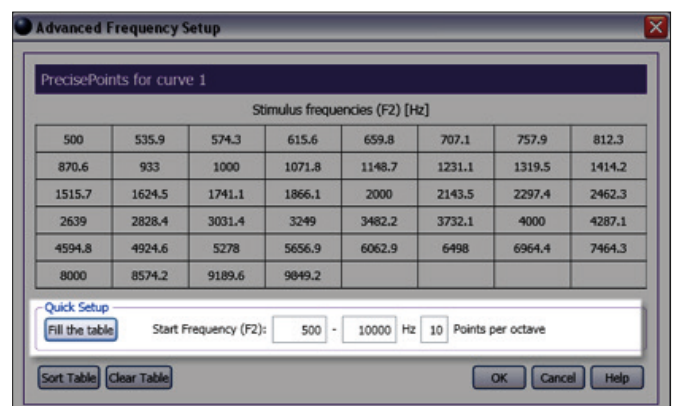 Advanced Frequency Setup
PrecisePoints for curve 1
Stimulus frequencies (F2) [Hz]
500 535.9 574.3 615.6 659.8 707.1 757.9 812.3
870.6 933 1000 1071.8 1148.7 1231.1 1319.5 1414.2
1515.7 1624.5 1741.1 1866.1 2000 2143.5 2297.4 2462.3
2639 2828.4 3031.4 3249 3482.2 3732.1 4000 4287.1
4594.8 4924.6 5278 5656.9 6062.9 6498 6964.4 7464.3
8000 8574.2 9189.6 9849.2
Quick Setup
Fill the table Start Frequency (F2): 500 - 10000 Hz 10 Points per octave
Sort Table Clear Table OK Cancel Help